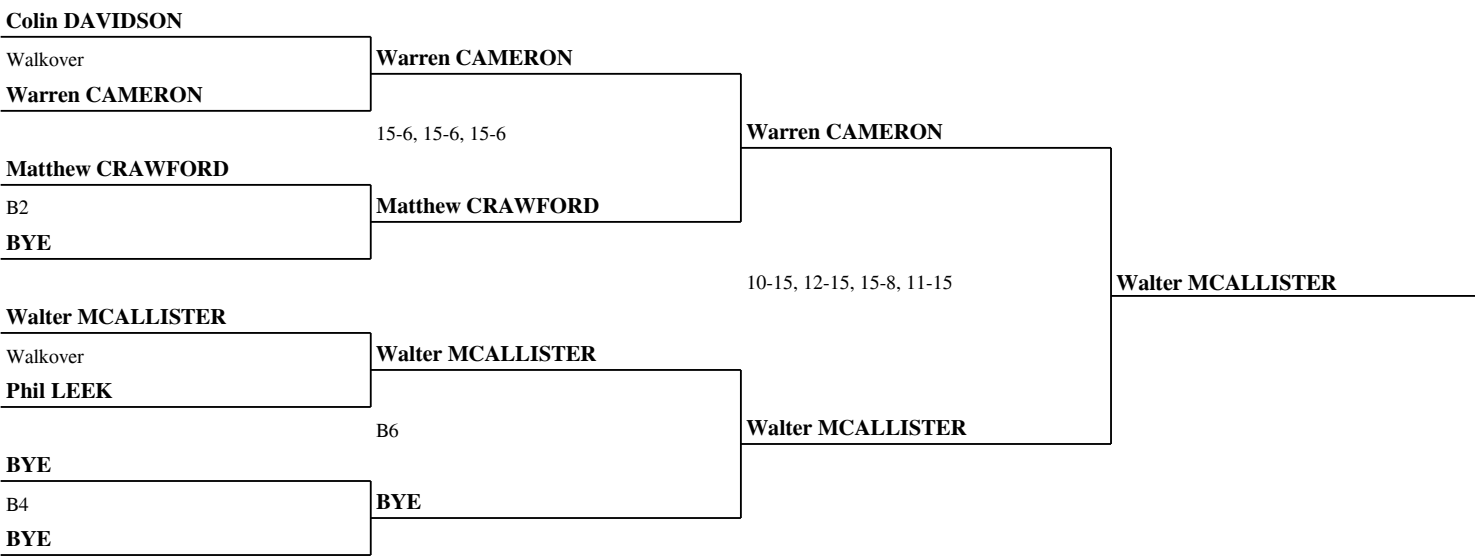 Colin DAVIDSON
Walkover
Warren CAMERON
Warren CAMERON
15-6, 15-6, 15-6
Warren CAMERON
Matthew CRAWFORD
B2
Matthew CRAWFORD
BYE
10-15, 12-15, 15-8, 11-15
Walter MCALLISTER
Walter MCALLISTER
Walkover
Walter MCALLISTER
Phil LEEK
B6
Walter MCALLISTER
BYE
B4
BYE
BYE